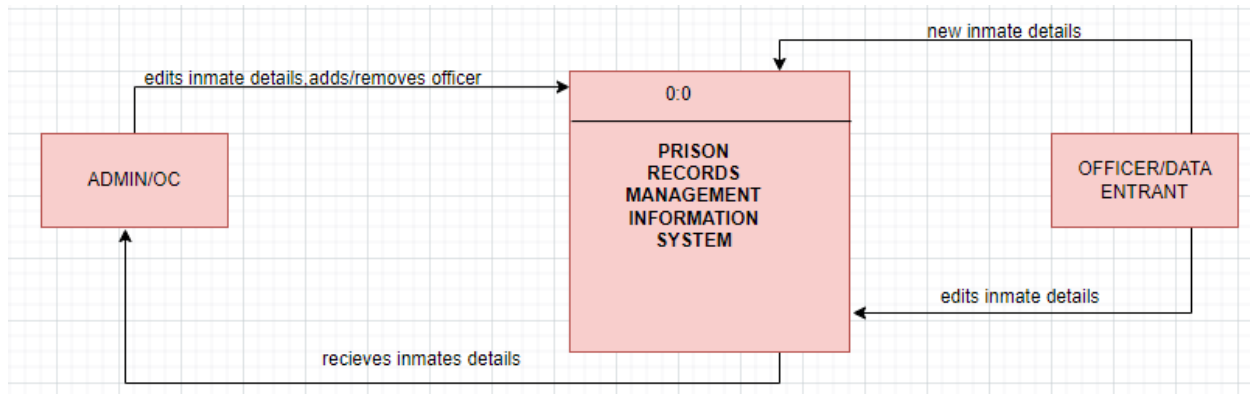 new inmate details
edits inmate details,adds/removes officer
0:0
ADMIN/OC
PRISON
RECORDS
MANAGEMENT
INFORMATION
SYSTEM
OFFICER/DATA
ENTRANT
edits inmate details
recieves inmates details